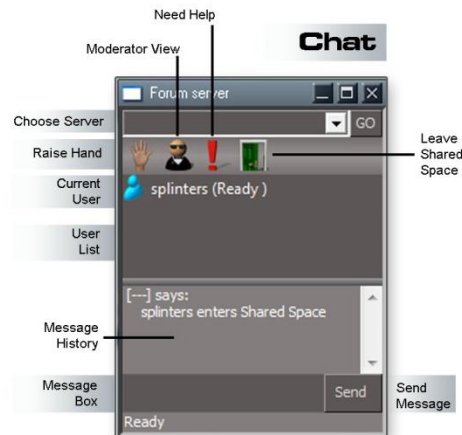 Need Help
Moderator View
Chat
Forum server
Choose Server
GO
Raise Hand
Leave
Shared
Space
Current
User
splinters (Ready )
User
List
[---] says:
splinters enters Shared Space
Message
History
Message
Box
Send
Send
Message
Ready